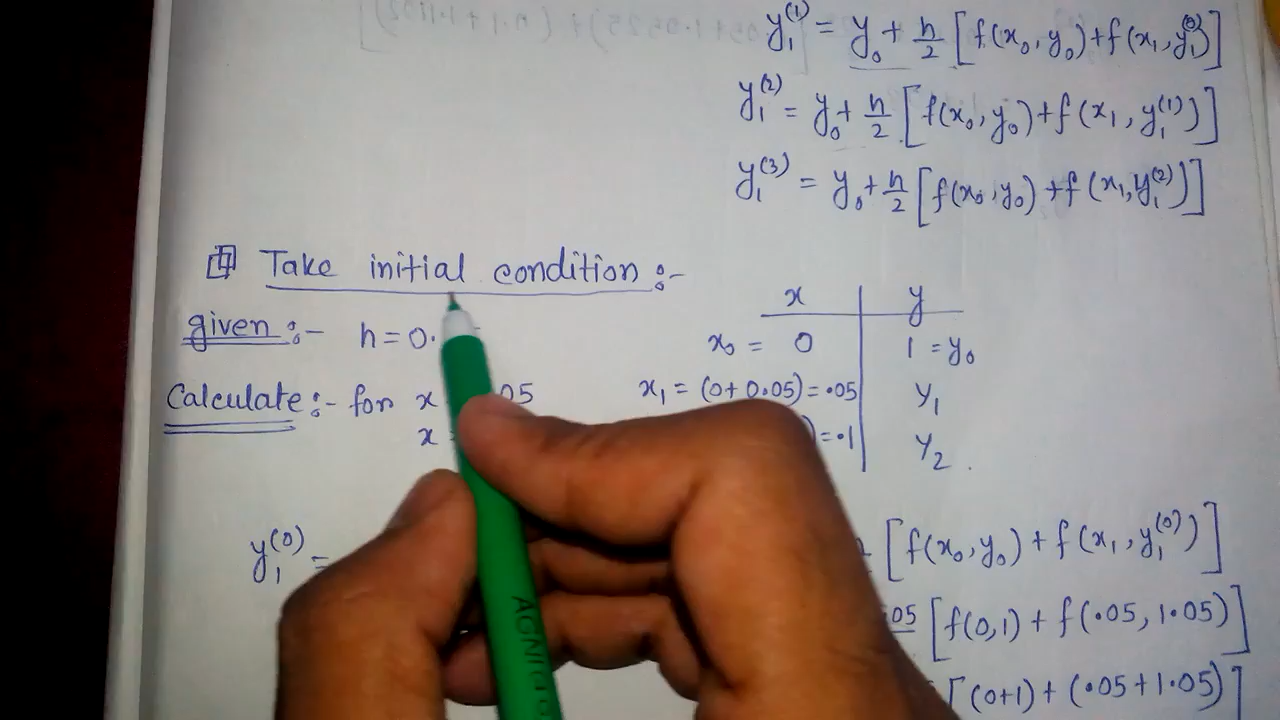 y₁⁽¹⁾ = y₀ + h/2 [f(x₀, y₀) + f(x₁, y₁⁽⁰⁾)]
y₁⁽²⁾ = y₀ + h/2 [f(x₀, y₀) + f(x₁, y₁⁽¹⁾)]
y₁⁽³⁾ = y₀ + h/2 [f(x₀, y₀) + f(x₁, y₁⁽²⁾)]
Take initial condition :-
x y
given :- h = 0.
x₀ = 0 1 = y₀
Calculate :- for x 05
x₁ = (0 + 0.05) = .05 y₁
x
) = .1 y₂ .
y₁⁽⁰⁾ =
[f(x₀, y₀) + f(x₁, y₁⁽⁰⁾)]
05 [f(0,1) + f(.05, 1.05)]
[(0+1) + (.05 + 1.05)]
AGNI G